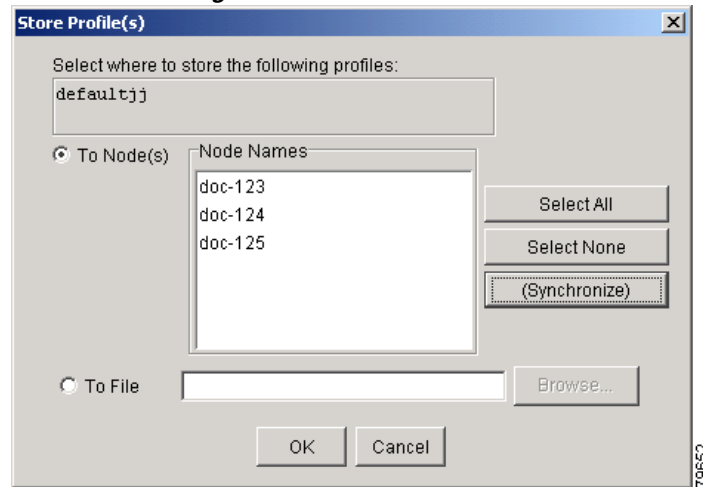 Store Profile(s)
Select where to store the following profiles:
defaultjj
To Node(s)
Node Names
doc-123
doc-124
doc-125
Select All
Select None
(Synchronize)
To File
Browse...
OK
Cancel
79652